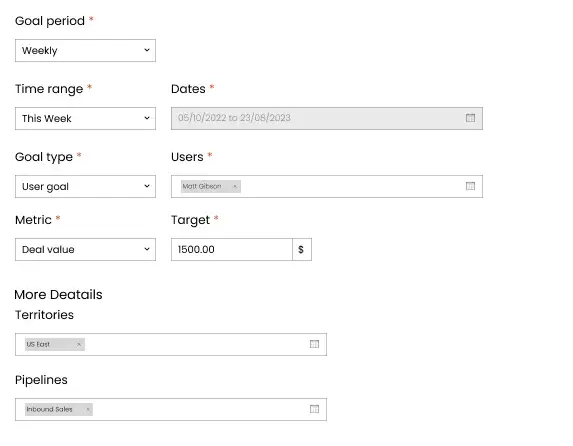 Goal period *
Weekly
Time range * Dates *
This Week 05/10/2022 to 23/08/2023
Goal type * Users *
User goal Matt Gibson ×
Metric * Target *
Deal value 1500.00 $
More Deatails
Territories
US East ×
Pipelines
Inbound Sales ×